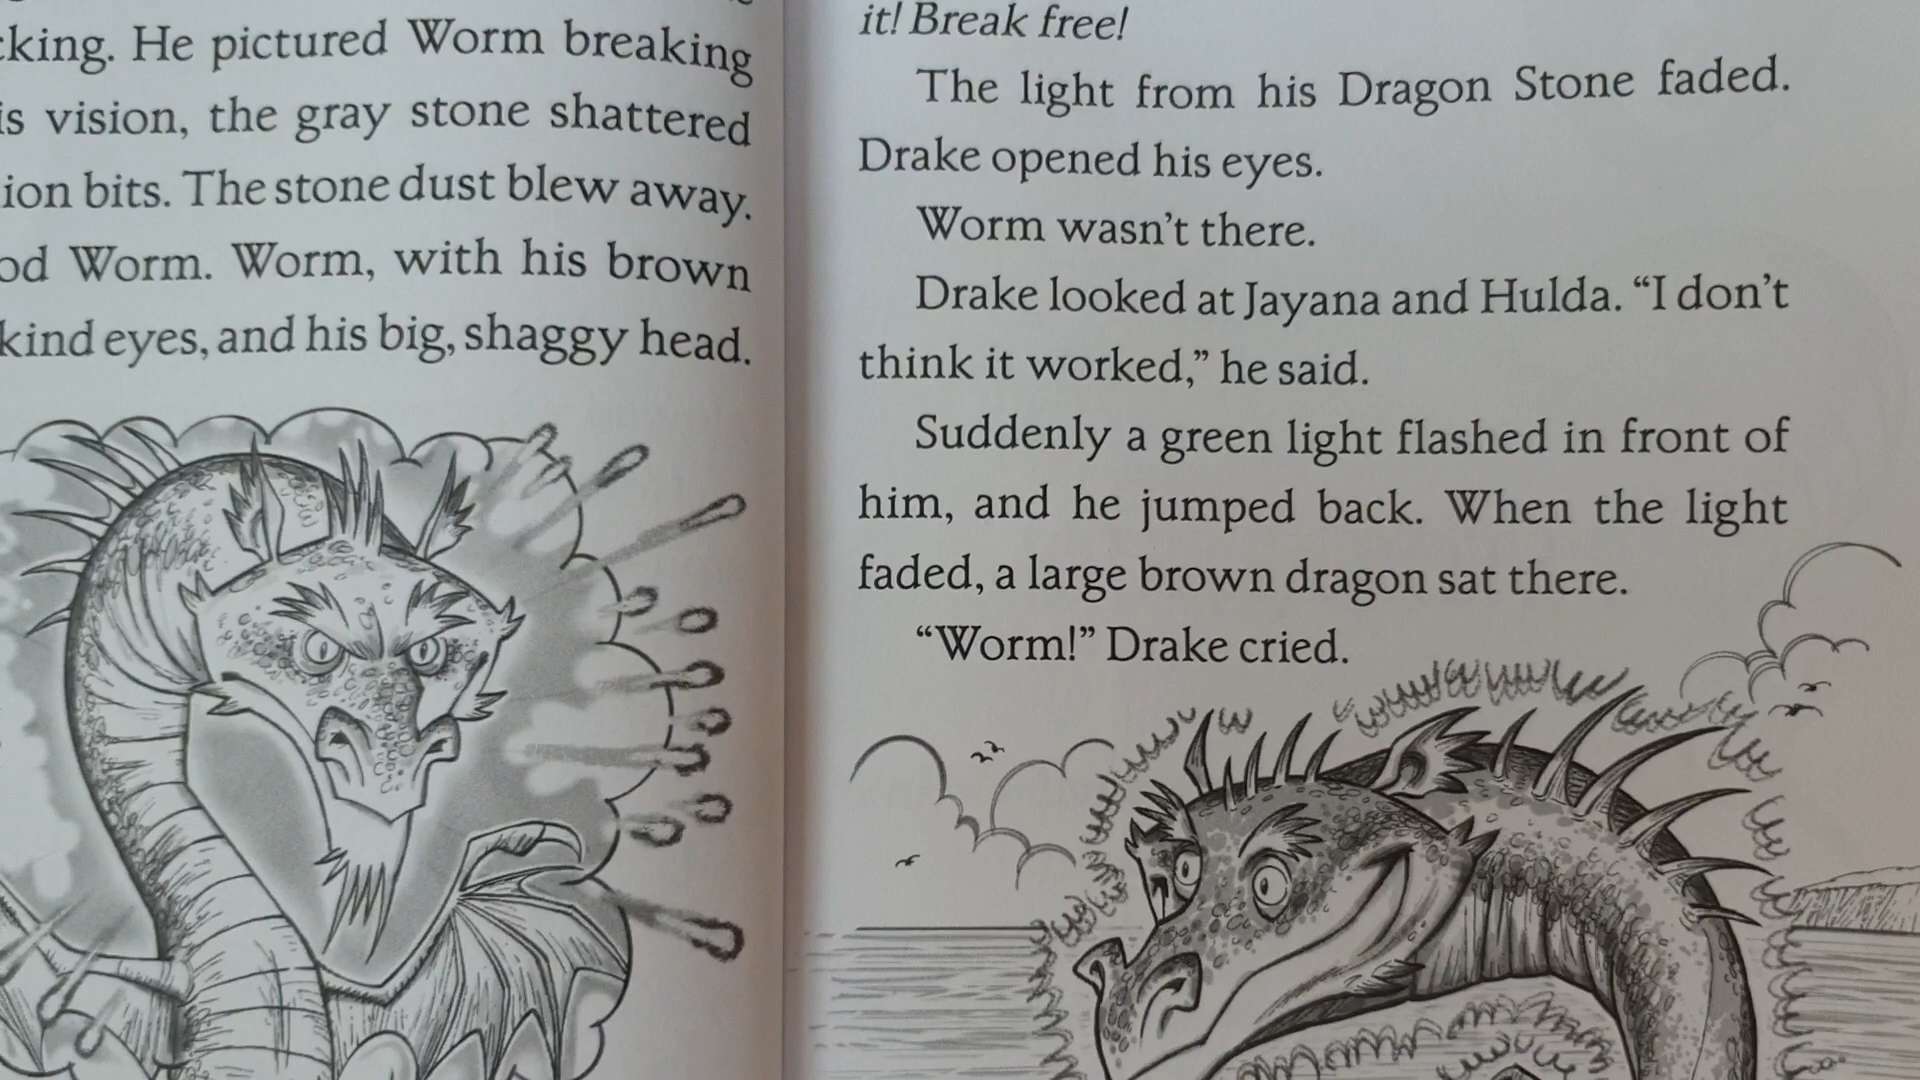 He pictured Worm breaking
vision, the gray stone shattered
bits. The stone dust blew away.
Worm. Worm, with his brown
kind eyes, and his big, shaggy head.
it! Break free!
The light from his Dragon Stone faded.
Drake opened his eyes.
Worm wasn't there.
Drake looked at Jayana and Hulda. “I don't
think it worked,” he said.
Suddenly a green light flashed in front of
him, and he jumped back. When the light
faded, a large brown dragon sat there.
“Worm!” Drake cried.